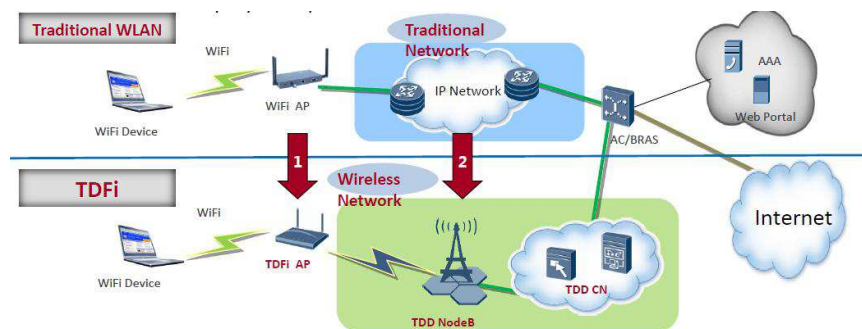 Traditional WLAN
WiFi
WiFi AP
WiFi Device
Traditional
Network
IP Network
AC/BRAS
AAA
Web Portal
1
2
TDFi
WiFi
TDFi AP
WiFi Device
Wireless
Network
TDD NodeB
TDD CN
Internet